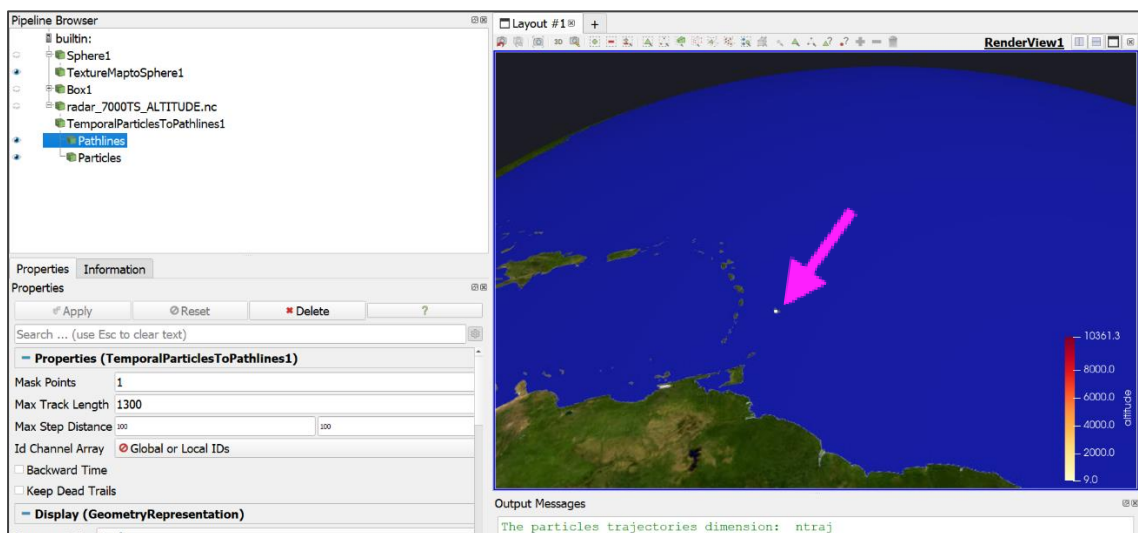 Pipeline Browser
builtin:
Sphere1
TextureMaptoSphere1
Box1
radar_7000TS_ALTITUDE.nc
TemporalParticlesToPathlines1
Pathlines
Particles
Properties Information
Properties
Apply Reset Delete ?
Search ... (use Esc to clear text)
Properties (TemporalParticlesToPathlines1)
Mask Points 1
Max Track Length 1300
Max Step Distance 100 100
Id Channel Array Global or Local IDs
Backward Time
Keep Dead Trails
Display (GeometryRepresentation)
Layout #1 +
3D
RenderView1
10361.3
8000.0
6000.0
4000.0
2000.0
9.0
altitude
Output Messages
The particles trajectories dimension: ntraj